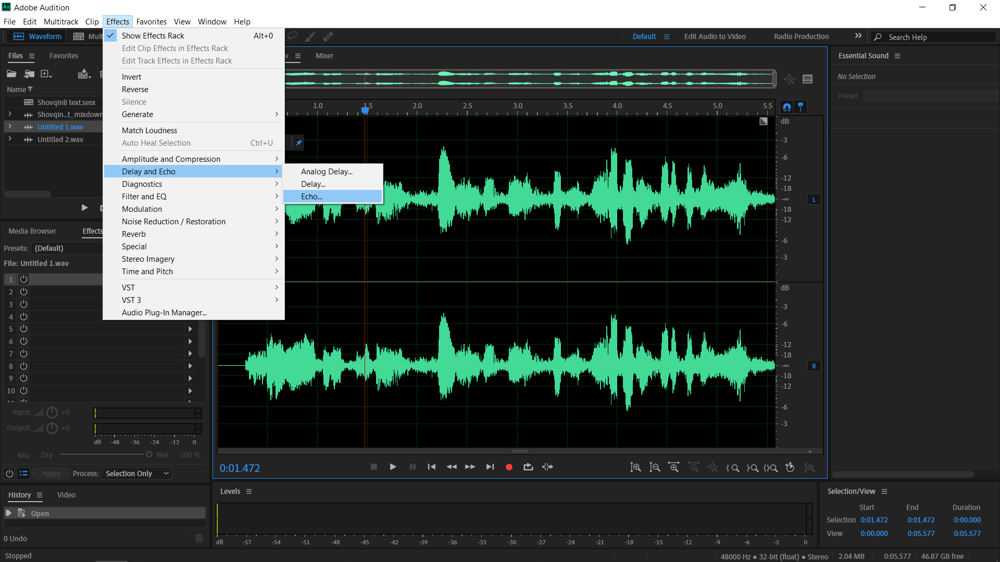 Adobe Audition
File Edit Multitrack Clip Effects Favorites View Window Help
Waveform
Show Effects Rack Alt+0
Edit Clip Effects in Effects Rack
Edit Track Effects in Effects Rack
Invert
Reverse
Silence
Generate
Match Loudness
Auto Heal Selection Ctrl+U
Amplitude and Compression
Delay and Echo
Diagnostics
Filter and EQ
Modulation
Noise Reduction / Restoration
Reverb
Special
Stereo Imagery
Time and Pitch
VST
VST 3
Audio Plug-In Manager...
Analog Delay...
Delay...
Echo...
Default Edit Audio to Video Radio Production
Search Help
Files Favorites
Name
Shovqinli text.sesx
Shovqin...t_mixdown
Untitled 1.wav
Untitled 2.wav
Media Browser Effects
Presets: (Default)
File: Untitled 1.wav
1
2
3
4
5
6
7
8
9
10
Input: +0
Output: +0
dB -48 -36 -24 -12 0
Mix: Dry Wet 100 %
Apply Process: Selection Only
History Video
Open
0 Undo
Stopped
Mixer
1.0 1.5 2.0 2.5 3.0 3.5 4.0 4.5 5.0 5.5
dB
-3
-6
-12
-18
-∞
-18
-12
-6
-3
L
dB
-3
-6
-12
-18
-∞
-18
-12
-6
-3
R
0:01.472
Levels
dB -57 -54 -51 -48 -45 -42 -39 -36 -33 -30 -27 -24 -21 -18 -15 -12 -9 -6 -3 0
Essential Sound
No Selection
Preset:
Selection/View
Start End Duration
Selection 0:01.472 0:01.472 0:00.000
View 0:00.000 0:05.577 0:05.577
48000 Hz ● 32-bit (float) ● Stereo 2.04 MB 0:05.577 46.87 GB free